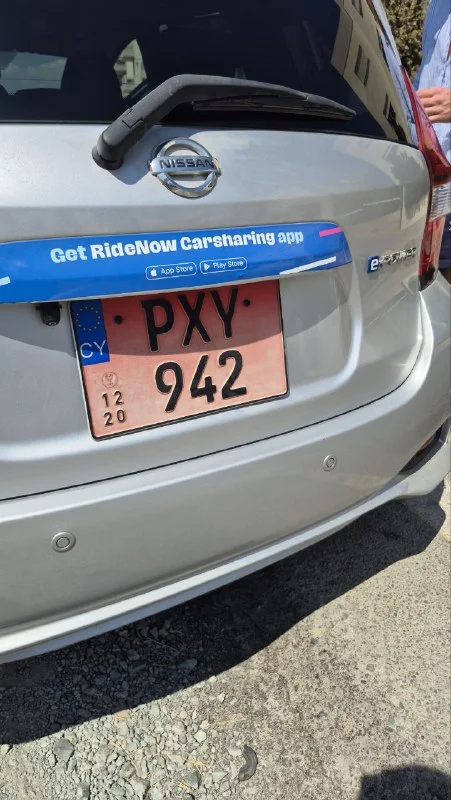 NISSAN
Get RideNow Carsharing app
App Store Play Store
e-POWER
PXY
CY
942
12
20